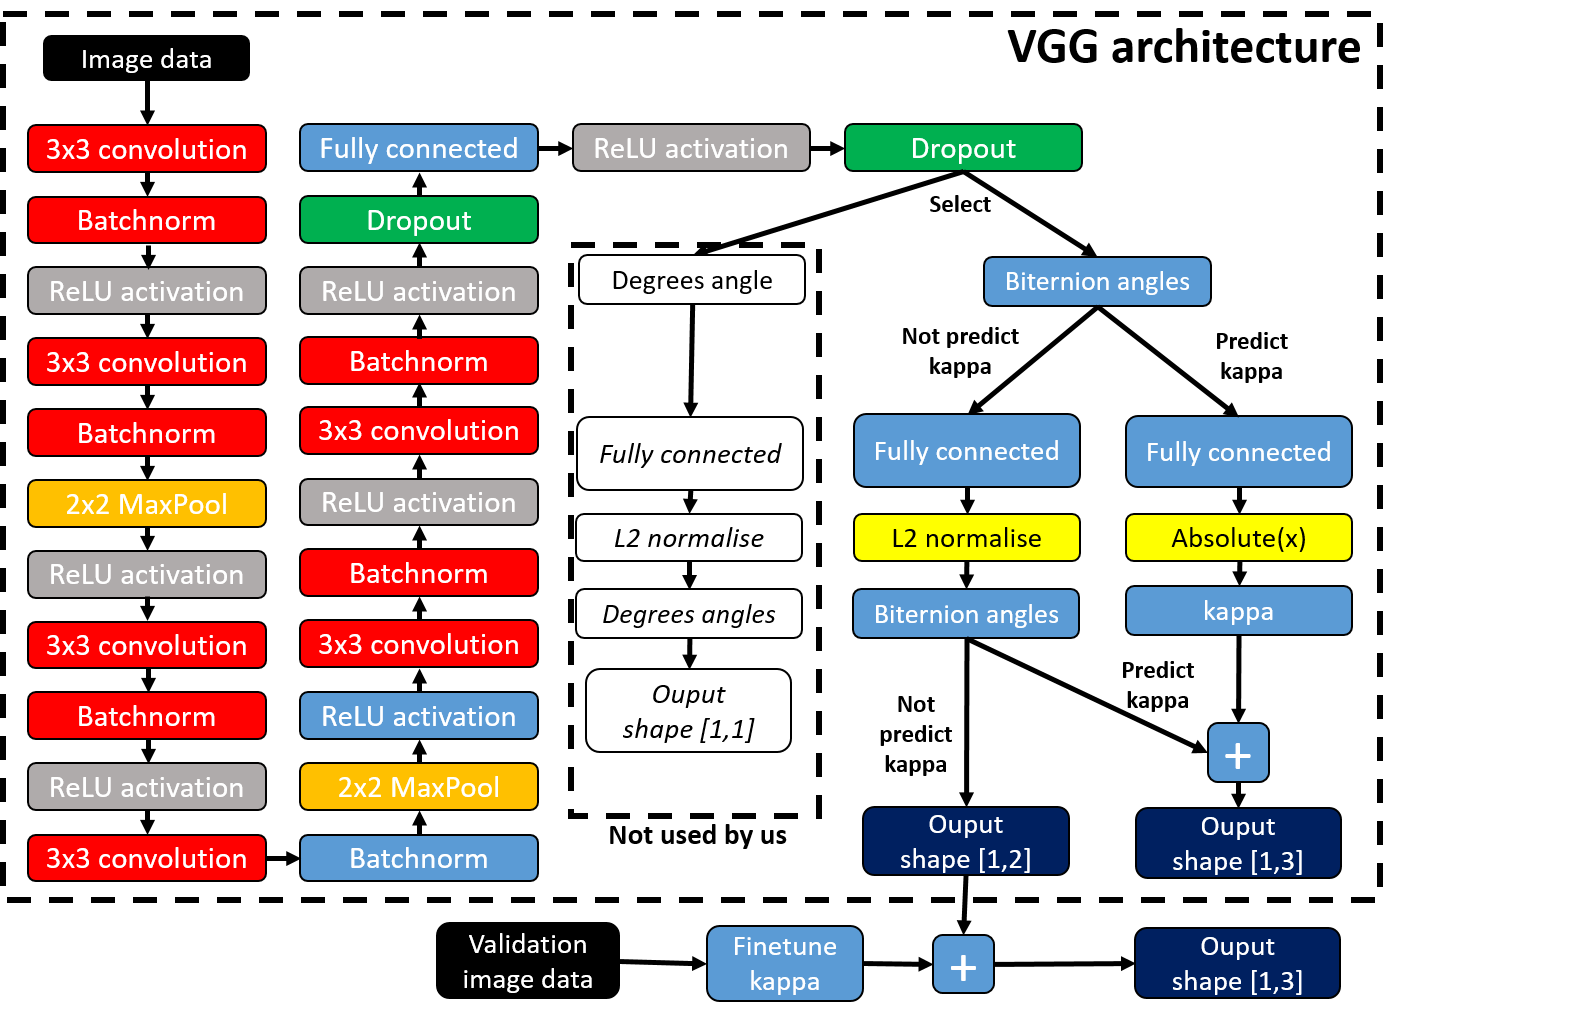 VGG architecture
Image data
3x3 convolution
Batchnorm
ReLU activation
3x3 convolution
Batchnorm
2x2 MaxPool
ReLU activation
3x3 convolution
Batchnorm
ReLU activation
3x3 convolution
Fully connected
Dropout
ReLU activation
Batchnorm
3x3 convolution
ReLU activation
Batchnorm
3x3 convolution
ReLU activation
2x2 MaxPool
Batchnorm
ReLU activation
Dropout
Select
Degrees angle
Fully connected
L2 normalise
Degrees angles
Ouput
shape [1,1]
Not used by us
Biternion angles
Not predict
kappa
Predict
kappa
Fully connected
L2 normalise
Biternion angles
Fully connected
Absolute(x)
kappa
Not
predict
kappa
Predict
kappa
+
Ouput
shape [1,2]
Ouput
shape [1,3]
Validation
image data
Finetune
kappa
+
Ouput
shape [1,3]